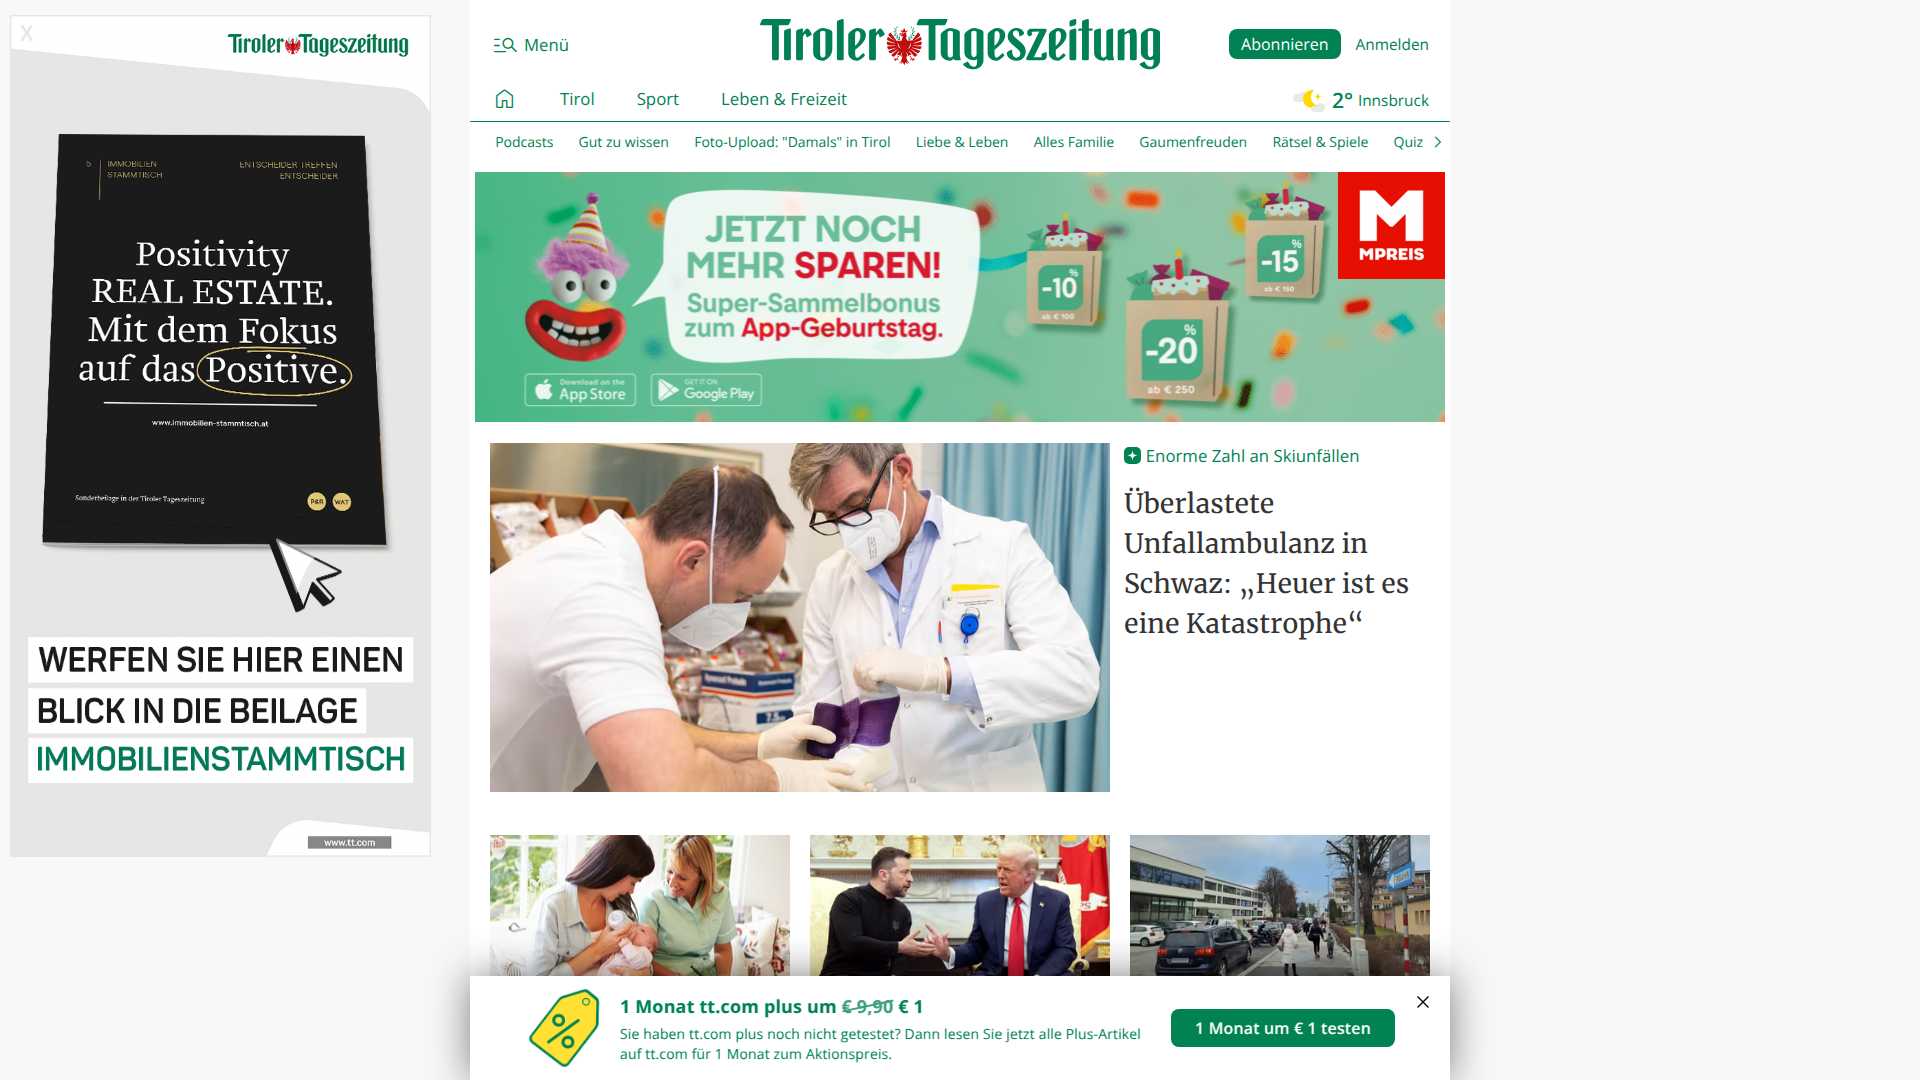 X
Tiroler Tageszeitung
5
IMMOBILIEN
STAMMTISCH
ENTSCHEIDER TREFFEN
ENTSCHEIDER
Positivity
REAL ESTATE.
Mit dem Fokus
auf das Positive.
www.immobilien-stammtisch.at
Sonderbeilage in der Tiroler Tageszeitung
P&R WAT
WERFEN SIE HIER EINEN
BLICK IN DIE BEILAGE
IMMOBILIENSTAMMTISCH
www.tt.com
Menü
Tiroler Tageszeitung
Abonnieren
Anmelden
Tirol
Sport
Leben & Freizeit
2° Innsbruck
Podcasts
Gut zu wissen
Foto-Upload: "Damals" in Tirol
Liebe & Leben
Alles Familie
Gaumenfreuden
Rätsel & Spiele
Quiz
JETZT NOCH
MEHR SPAREN!
Super-Sammelbonus
zum App-Geburtstag.
Download on the
App Store
GET IT ON
Google Play
-10%
ab € 100
-20%
ab € 250
-15%
ab € 150
M
MPREIS
Enorme Zahl an Skiunfällen
Überlastete
Unfallambulanz in
Schwaz: „Heuer ist es
eine Katastrophe“
1 Monat tt.com plus um € 9,90 € 1
Sie haben tt.com plus noch nicht getestet? Dann lesen Sie jetzt alle Plus-Artikel
auf tt.com für 1 Monat zum Aktionspreis.
1 Monat um € 1 testen